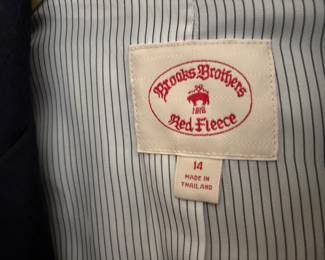 Brooks Brothers
1818
Red Fleece
14
MADE IN
THAILAND